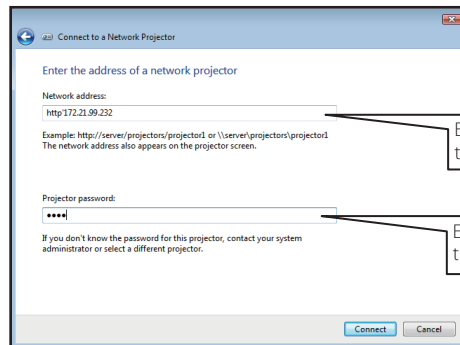 Connect to a Network Projector
Enter the address of a network projector
Network address:
http'172.21.99.232
Example: http://server/projectors/projector1 or \\server\projectors\projector1
The network address also appears on the projector screen.
Projector password:
••••
If you don't know the password for this projector, contact your system
administrator or select a different projector.
Connect Cancel